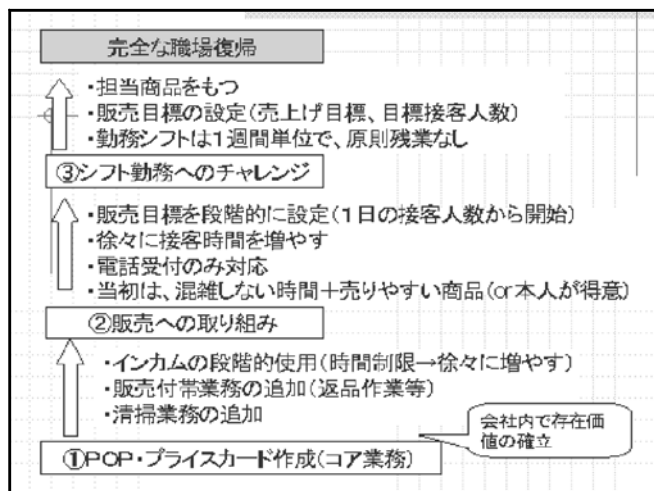 完全な職場復帰
・担当商品をもつ
・販売目標の設定(売上げ目標、目標接客人数)
・勤務シフトは1週間単位で、原則残業なし
③シフト勤務へのチャレンジ
・販売目標を段階的に設定(1日の接客人数から開始)
・徐々に接客時間を増やす
・電話受付のみ対応
・当初は、混雑しない時間＋売りやすい商品(or本人が得意)
②販売への取り組み
・インカムの段階的使用(時間制限→徐々に増やす)
・販売付帯業務の追加(返品作業等)
・清掃業務の追加
会社内で存在価
値の確立
①POP・プライスカード作成(コア業務)